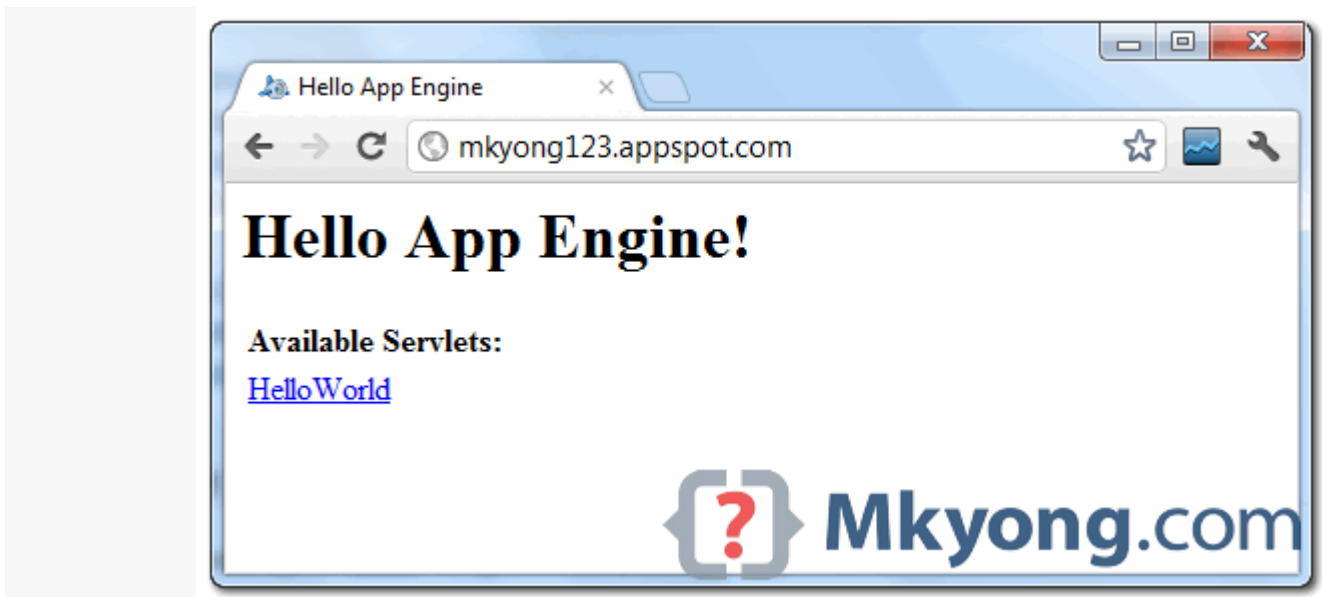 Hello App Engine
mkyong123.appspot.com
Hello App Engine!
Available Servlets:
HelloWorld
? Mkyong.com